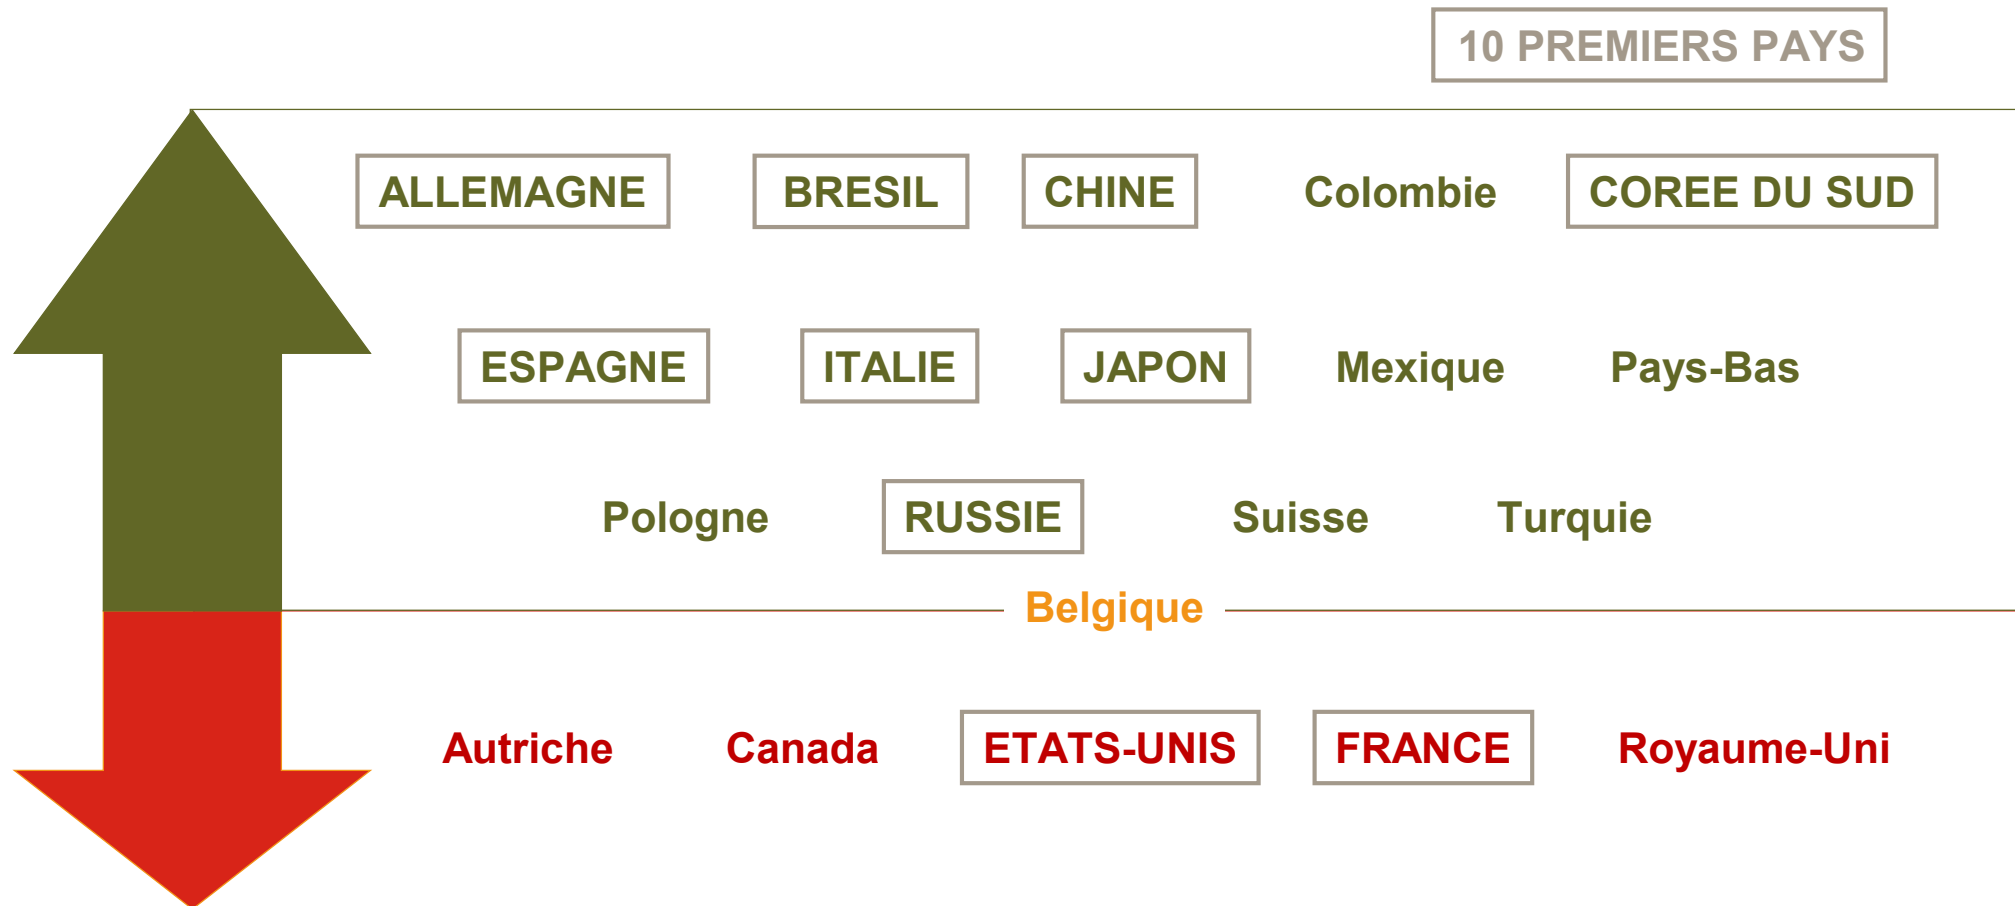 10 PREMIERS PAYS
ALLEMAGNE BRESIL CHINE Colombie COREE DU SUD
ESPAGNE ITALIE JAPON Mexique Pays-Bas
Pologne RUSSIE Suisse Turquie
Belgique
Autriche Canada ETATS-UNIS FRANCE Royaume-Uni